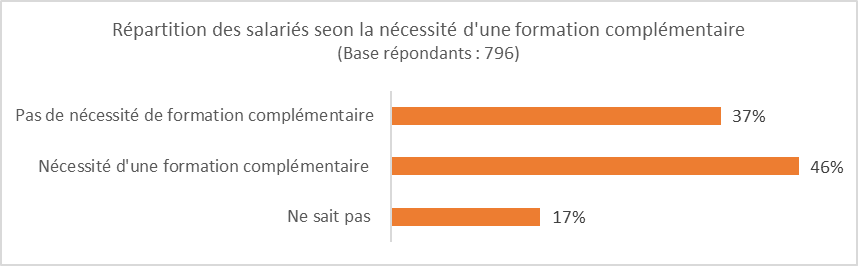 Répartition des salariés seon la nécessité d'une formation complémentaire
(Base répondants : 796)
Pas de nécessité de formation complémentaire 37%
Nécessité d'une formation complémentaire 46%
Ne sait pas 17%